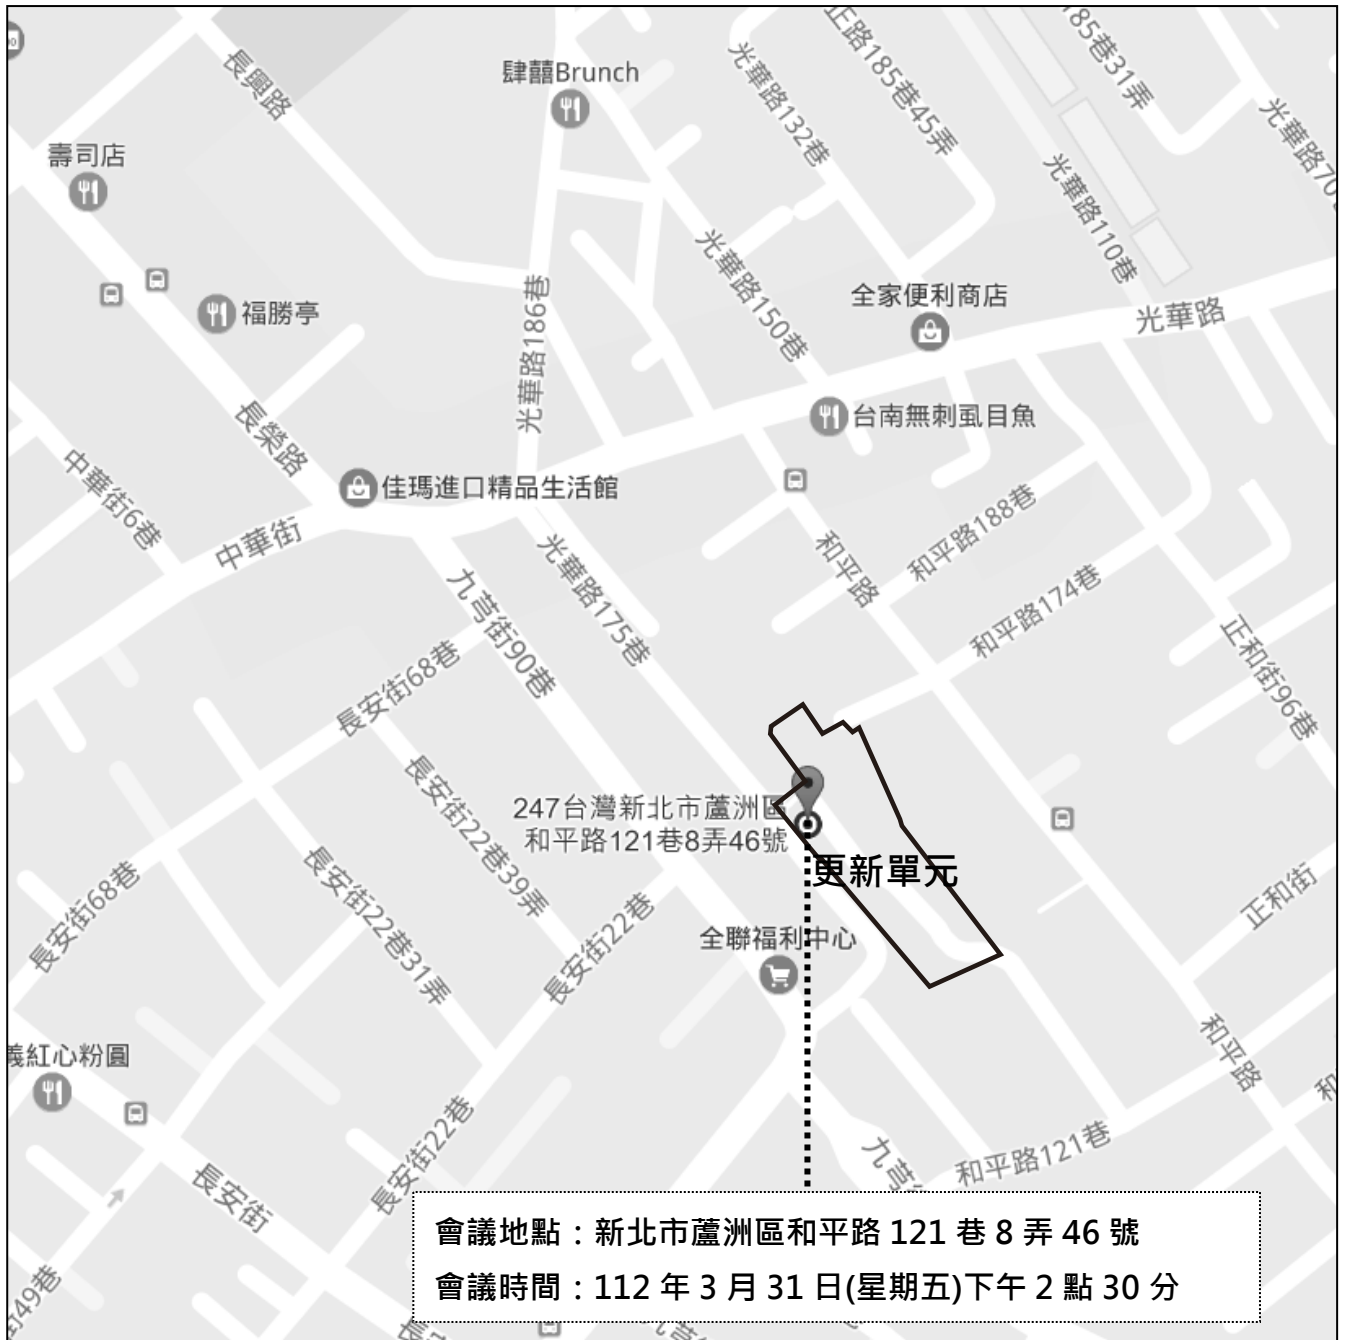 長興路
肆囍Brunch
光華路132巷
正路185巷45弄
185巷31弄
光華路70
壽司店
光華路110巷
光華路150巷
福勝亭
光華路186巷
全家便利商店
光華路
長榮路
台南無刺虱目魚
中華街6巷
佳瑪進口精品生活館
中華街
光華路175巷
和平路
和平路188巷
九芎街90巷
和平路174巷
長安街68巷
正和街96巷
長安街22巷39弄
247台灣新北市蘆洲區
和平路121巷8弄46號
更新單元
長安街68巷
長安街22巷31弄
長安街22巷
全聯福利中心
正和街
義紅心粉圓
和平路
和
長安街22巷
九芎
和平路121巷
長安街
街49巷
會議地點：新北市蘆洲區和平路 121 巷 8 弄 46 號
會議時間：112 年 3 月 31 日(星期五)下午 2 點 30 分